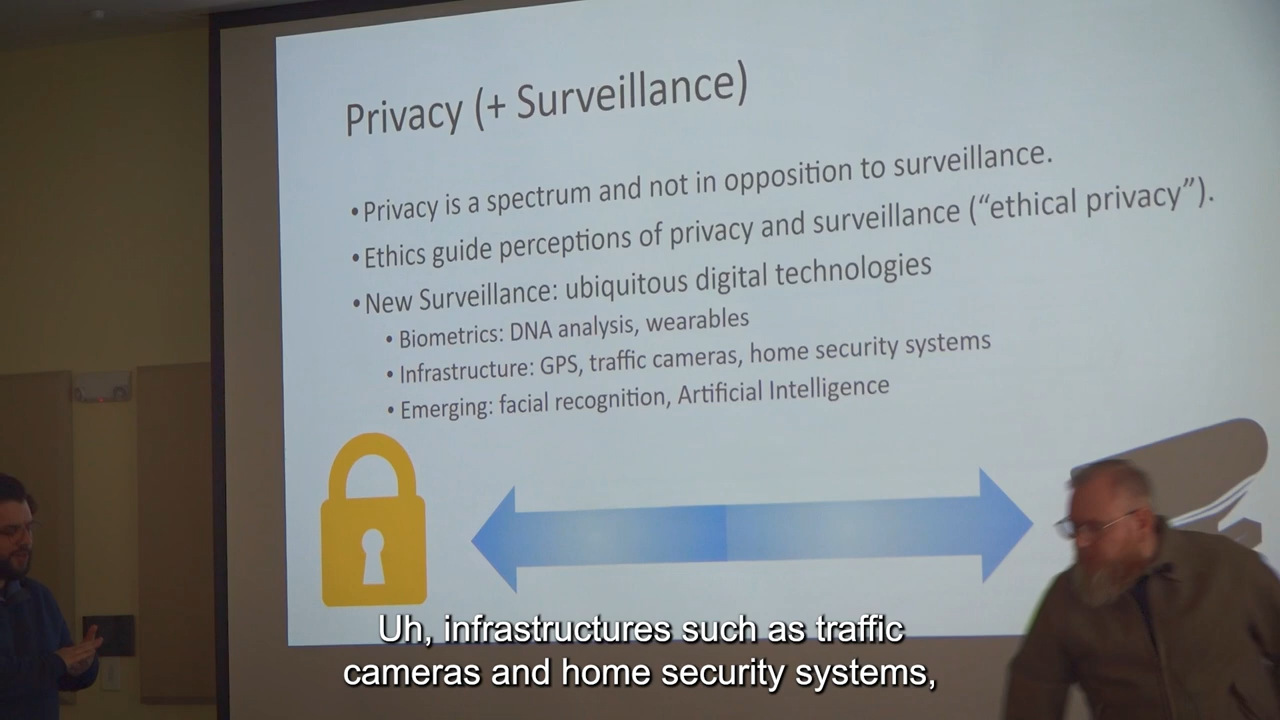 Privacy (+ Surveillance)
•Privacy is a spectrum and not in opposition to surveillance.
•Ethics guide perceptions of privacy and surveillance (“ethical privacy”).
•New Surveillance: ubiquitous digital technologies
•Biometrics: DNA analysis, wearables
•Infrastructure: GPS, traffic cameras, home security systems
•Emerging: facial recognition, Artificial Intelligence
Uh, infrastructures such as traffic
cameras and home security systems,